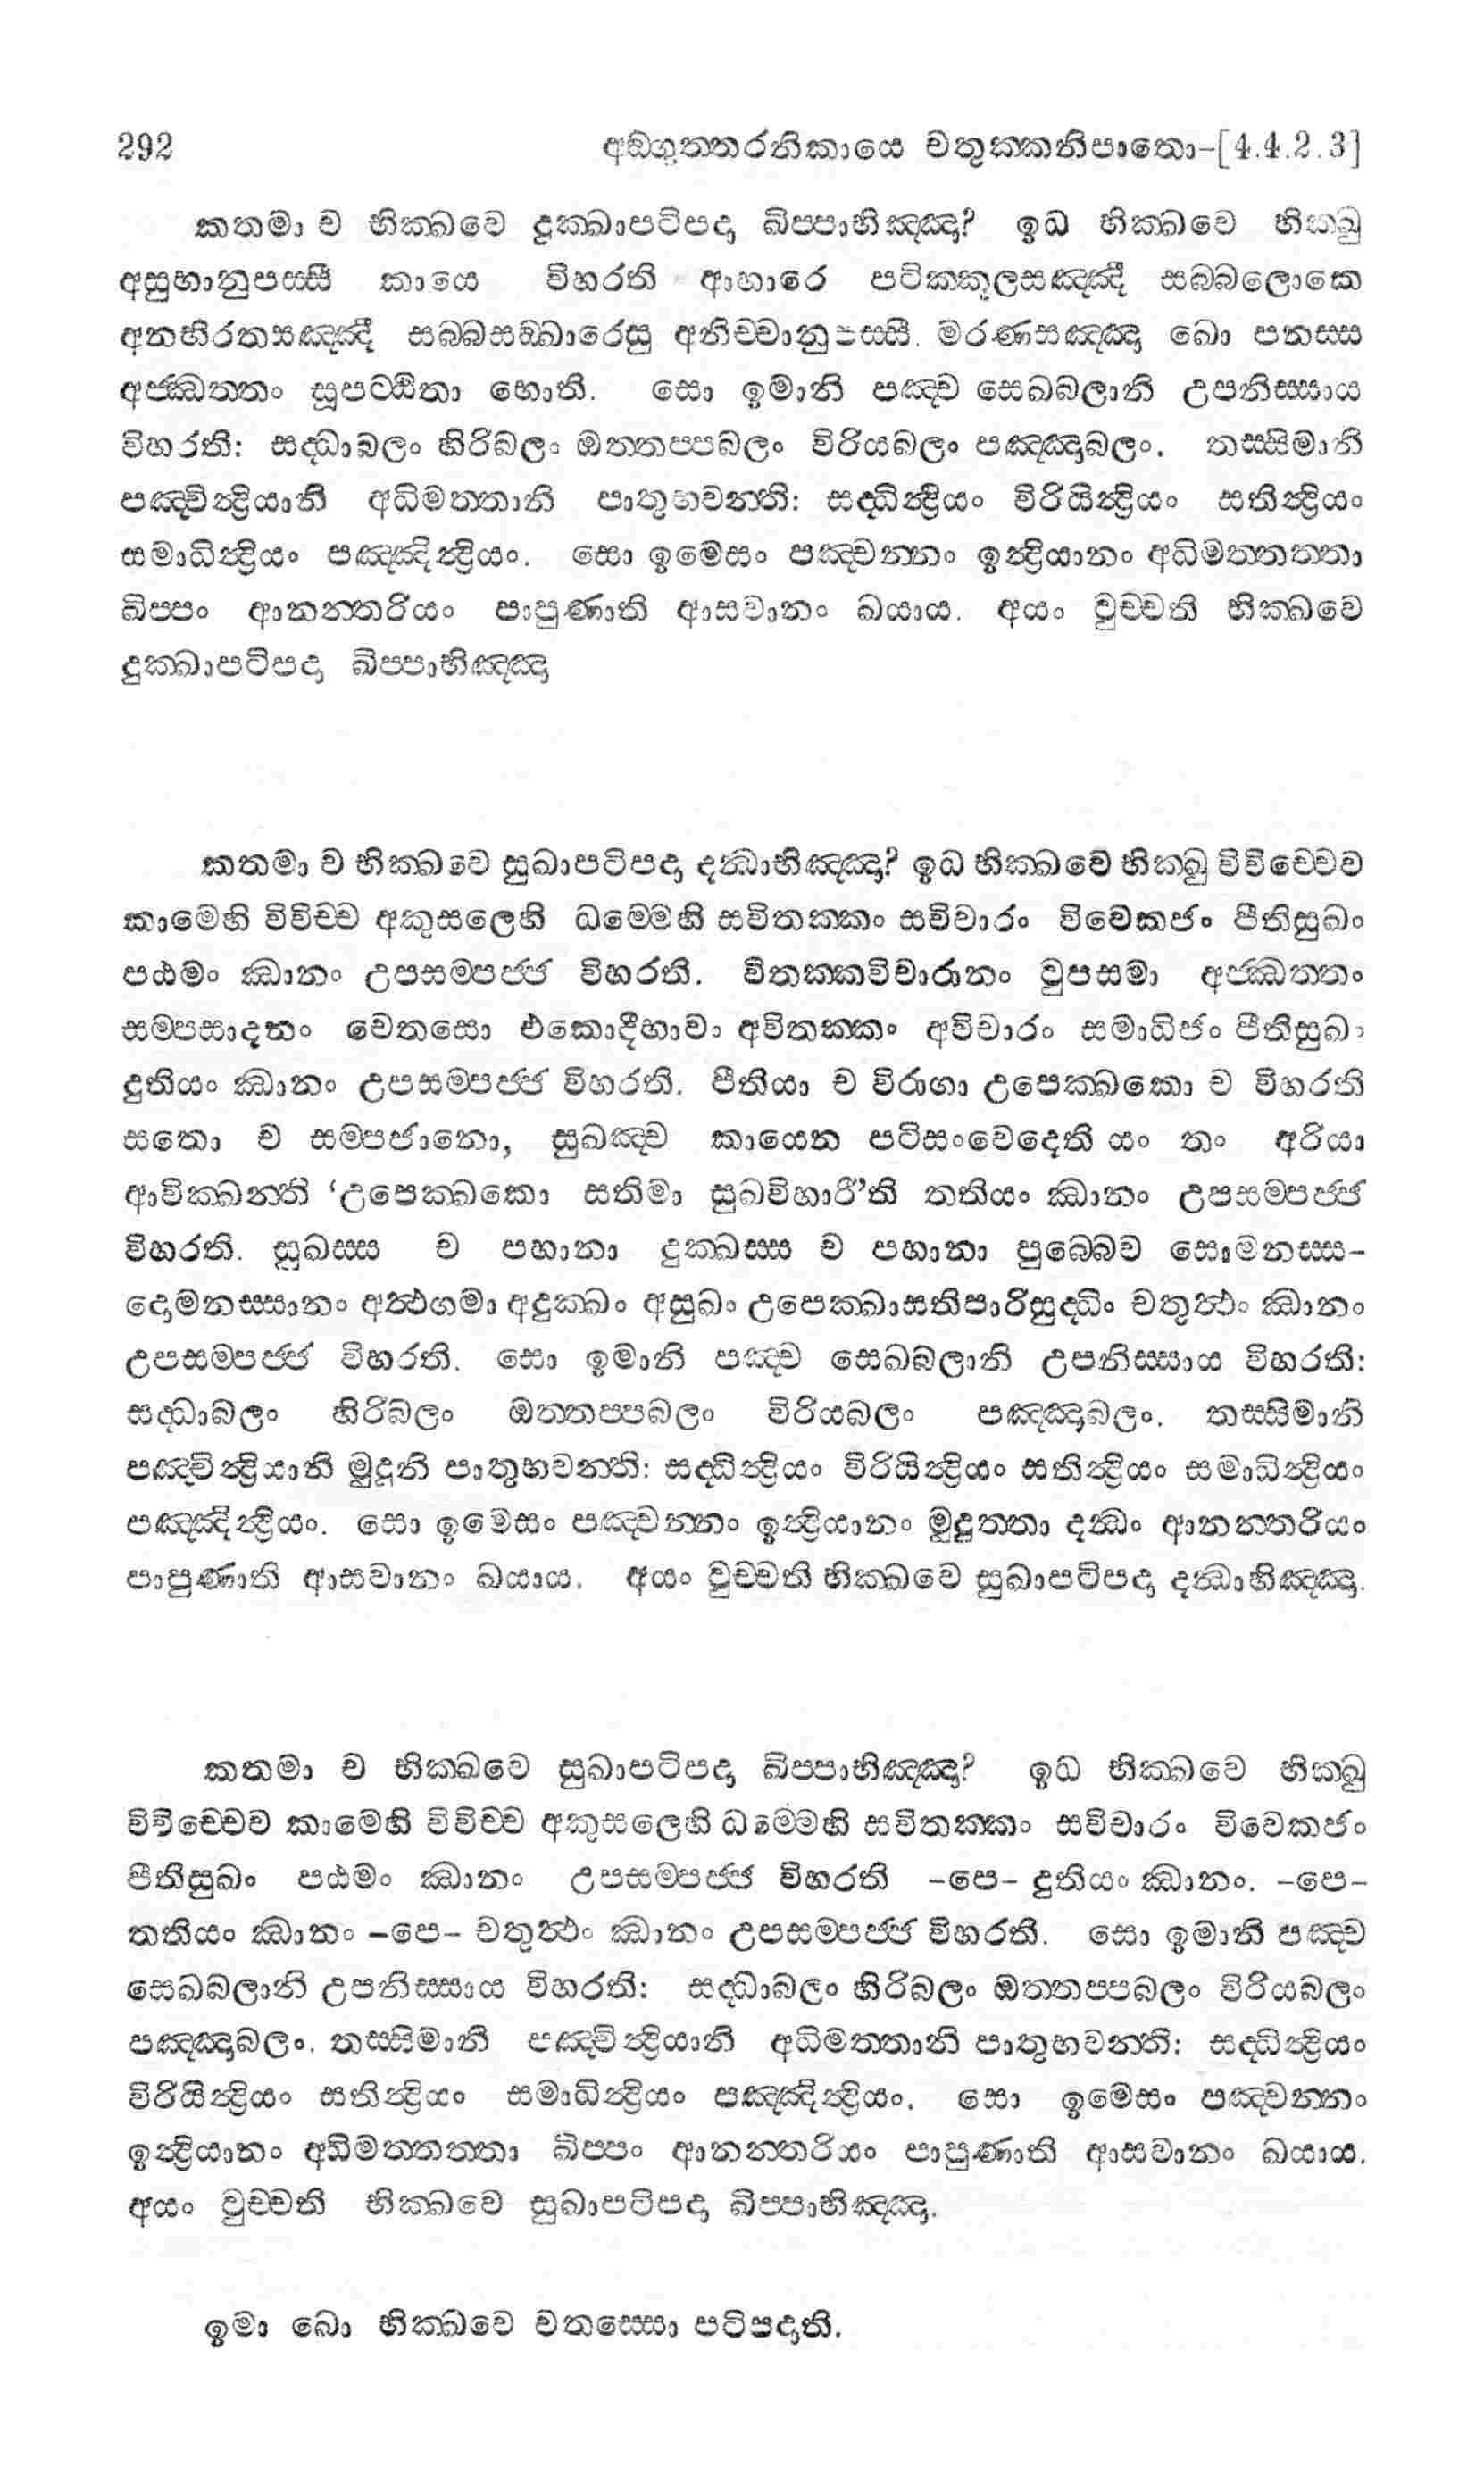 292 අඞ්ගුත්තරනිකායෙ චතුක්කනිපාතො-[4.4.2.3]
කතමා ච භික්ඛවෙ දුක්ඛාපටිපදා ඛිප්පාභිඤ්ඤා? ඉධ භික්ඛවෙ භික්ඛු
අසුභානුපස්සී කායෙ විහරති ආහාරෙ පටික්කූලසඤ්ඤී සබ්බලොකෙ
අනභිරතසඤ්ඤී සබ්බසඞ්ඛාරෙසු අනිච්චානුපස්සී. මරණසඤ්ඤා ඛො පනස්ස
අජ්ඣත්තං සූපට්ඨිතා හොති. සො ඉමානි පඤ්ච සෙඛබලානි උපනිස්සාය
විහරති: සද්ධාබලං හිරිබලං ඔත්තප්පබලං විරියබලං පඤ්ඤාබලං. තස්සිමානි
පඤ්චින්ද්‍රියානි අධිමත්තානි පාතුභවන්ති: සද්ධින්ද්‍රියං විරියින්ද්‍රියං සතින්ද්‍රියං
සමාධින්ද්‍රියං පඤ්ඤින්ද්‍රියං. සො ඉමෙසං පඤ්චන්නං ඉන්ද්‍රියානං අධිමත්තත්තා
ඛිප්පං ආනන්තරියං පාපුණාති ආසවානං ඛයාය. අයං වුච්චති භික්ඛවෙ
දුක්ඛාපටිපදා ඛිප්පාභිඤ්ඤා
කතමා ච භික්ඛවෙ සුඛාපටිපදා දන්ධාභිඤ්ඤා? ඉධ භික්ඛවෙ භික්ඛු විවිච්චෙව
කාමෙහි විවිච්ච අකුසලෙහි ධම්මෙහි සවිතක්කං සවිචාරං විවෙකජං පීතිසුඛං
පඨමං ඣානං උපසම්පජ්ජ විහරති. විතක්කවිචාරානං වූපසමා අජ්ඣත්තං
සම්පසාදනං චෙතසො එකොදිභාවං අවිතක්කං අවිචාරං සමාධිජං පීතිසුඛං
දුතියං ඣානං උපසම්පජ්ජ විහරති. පීතියා ච විරාගා උපෙක්ඛකො ච විහරති
සතො ච සම්පජානො, සුඛඤ්ච කායෙන පටිසංවෙදෙති යං තං අරියා
ආචික්ඛන්ති ‘උපෙක්ඛකො සතිමා සුඛවිහාරී’ති තතියං ඣානං උපසම්පජ්ජ
විහරති. සුඛස්ස ච පහානා දුක්ඛස්ස ච පහානා පුබ්බෙව සොමනස්ස-
දොමනස්සානං අත්ථගමා අදුක්ඛං අසුඛං උපෙක්ඛාසතිපාරිසුද්ධිං චතුත්ථං ඣානං
උපසම්පජ්ජ විහරති. සො ඉමානි පඤ්ච සෙඛබලානි උපනිස්සාය විහරති:
සද්ධාබලං හිරිබලං ඔත්තප්පබලං විරියබලං පඤ්ඤාබලං. තස්සිමානි
පඤ්චින්ද්‍රියානි මුදූනි පාතුභවන්ති: සද්ධින්ද්‍රියං විරියින්ද්‍රියං සතින්ද්‍රියං සමාධින්ද්‍රියං
පඤ්ඤින්ද්‍රියං. සො ඉමෙසං පඤ්චන්නං ඉන්ද්‍රියානං මුදුත්තා දන්ධං ආනන්තරියං
පාපුණාති ආසවානං ඛයාය. අයං වුච්චති භික්ඛවෙ සුඛාපටිපදා දන්ධාභිඤ්ඤා.
කතමා ච භික්ඛවෙ සුඛාපටිපදා ඛිප්පාභිඤ්ඤා? ඉධ භික්ඛවෙ භික්ඛු
විවිච්චෙව කාමෙහි විවිච්ච අකුසලෙහි ධම්මෙහි සවිතක්කං සවිචාරං විවෙකජං
පීතිසුඛං පඨමං ඣානං උපසම්පජ්ජ විහරති -පෙ- දුතියං ඣානං. -පෙ-
තතියං ඣානං -පෙ- චතුත්ථං ඣානං උපසම්පජ්ජ විහරති. සො ඉමානි පඤ්ච
සෙඛබලානි උපනිස්සාය විහරති: සද්ධාබලං හිරිබලං ඔත්තප්පබලං විරියබලං
පඤ්ඤාබලං. තස්සිමානි පඤ්චින්ද්‍රියානි අධිමත්තානි පාතුභවන්ති: සද්ධින්ද්‍රියං
විරියින්ද්‍රියං සතින්ද්‍රියං සමාධින්ද්‍රියං පඤ්ඤින්ද්‍රියං. සො ඉමෙසං පඤ්චන්නං
ඉන්ද්‍රියානං අධිමත්තත්තා ඛිප්පං ආනන්තරියං පාපුණාති ආසවානං ඛයාය.
අයං වුච්චති භික්ඛවෙ සුඛාපටිපදා ඛිප්පාභිඤ්ඤා.
ඉමා ඛො භික්ඛවෙ චතස්සො පටිපදාති.